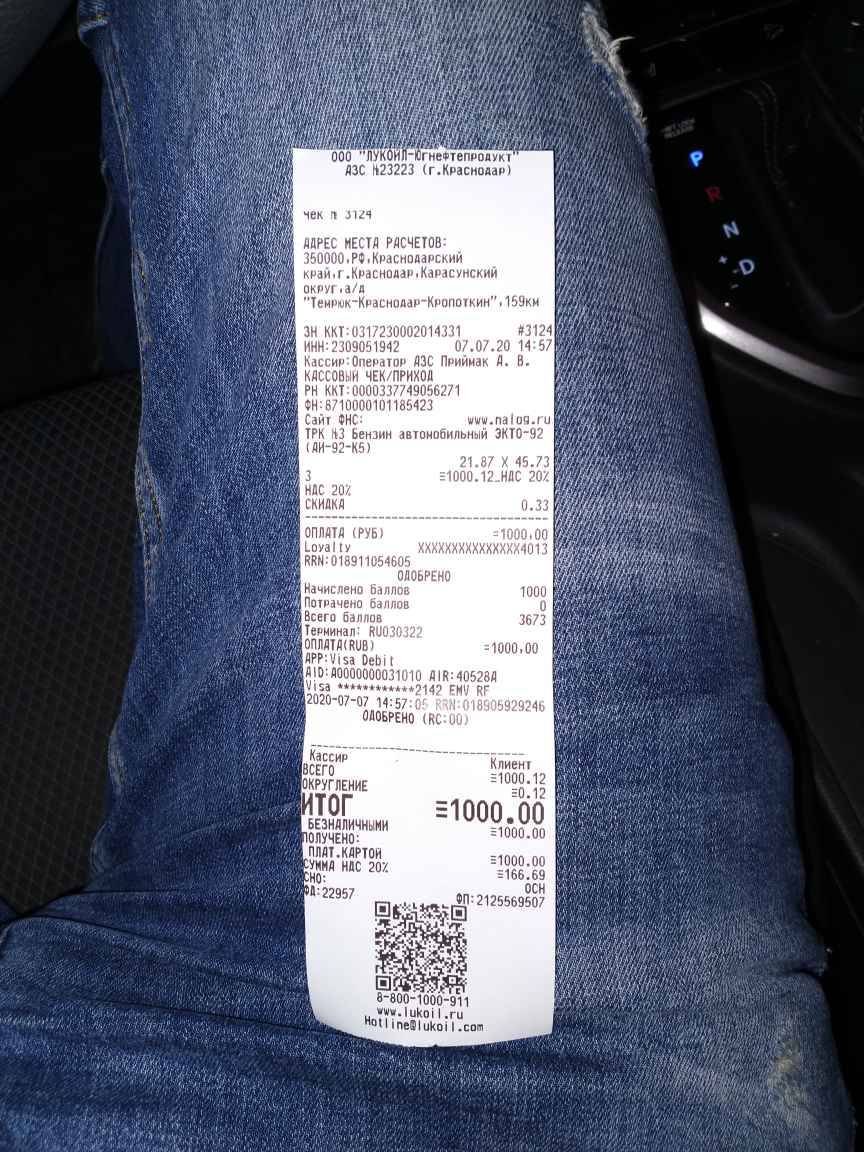 ООО "ЛУКОЙЛ-Югнефтепродукт"
АЗС №23223 (г.Краснодар)
Чек № 3124
АДРЕС МЕСТА РАСЧЕТОВ:
350000,РФ,Краснодарский
край,г.Краснодар,Карасунский
округ,а/д
"Темрюк-Краснодар-Кропоткин",159км
ЗН ККТ:0317230002014331 #3124
ИНН:2309051942 07.07.20 14:57
Кассир:Оператор АЗС Приймак А. В.
КАССОВЫЙ ЧЕК/ПРИХОД
РН ККТ:0000337749056271
ФН:8710000101185423
Сайт ФНС: www.nalog.ru
ТРК №3 Бензин автомобильный ЭКТО-92
(АИ-92-К5)
21.87 X 45.73
3 ≡1000.12_НДС 20%
НДС 20%
СКИДКА 0.33
ОПЛАТА (РУБ) =1000,00
Loyalty XXXXXXXXXXXXXXX4013
RRN:018911054605
ОДОБРЕНО
Начислено баллов 1000
Потрачено баллов 0
Всего баллов 3673
Терминал: RU030322
ОПЛАТА(RUB) =1000,00
APP:Visa Debit
AID:A0000000031010 AIR:40528A
Visa ************2142 EMV RF
2020-07-07 14:57:05 RRN:018905929246
ОДОБРЕНО (RC:00)
Кассир Клиент
ВСЕГО ≡1000.12
ОКРУГЛЕНИЕ ≡0.12
ИТОГ ≡1000.00
БЕЗНАЛИЧНЫМИ ≡1000.00
ПОЛУЧЕНО:
ПЛАТ.КАРТОЙ ≡1000.00
СУММА НДС 20% ≡166.69
СНО: ОСН
ФД:22957 ФП:2125569507
8-800-1000-911
www.lukoil.ru
Hotline@lukoil.com
P
R
N
+
-D
-